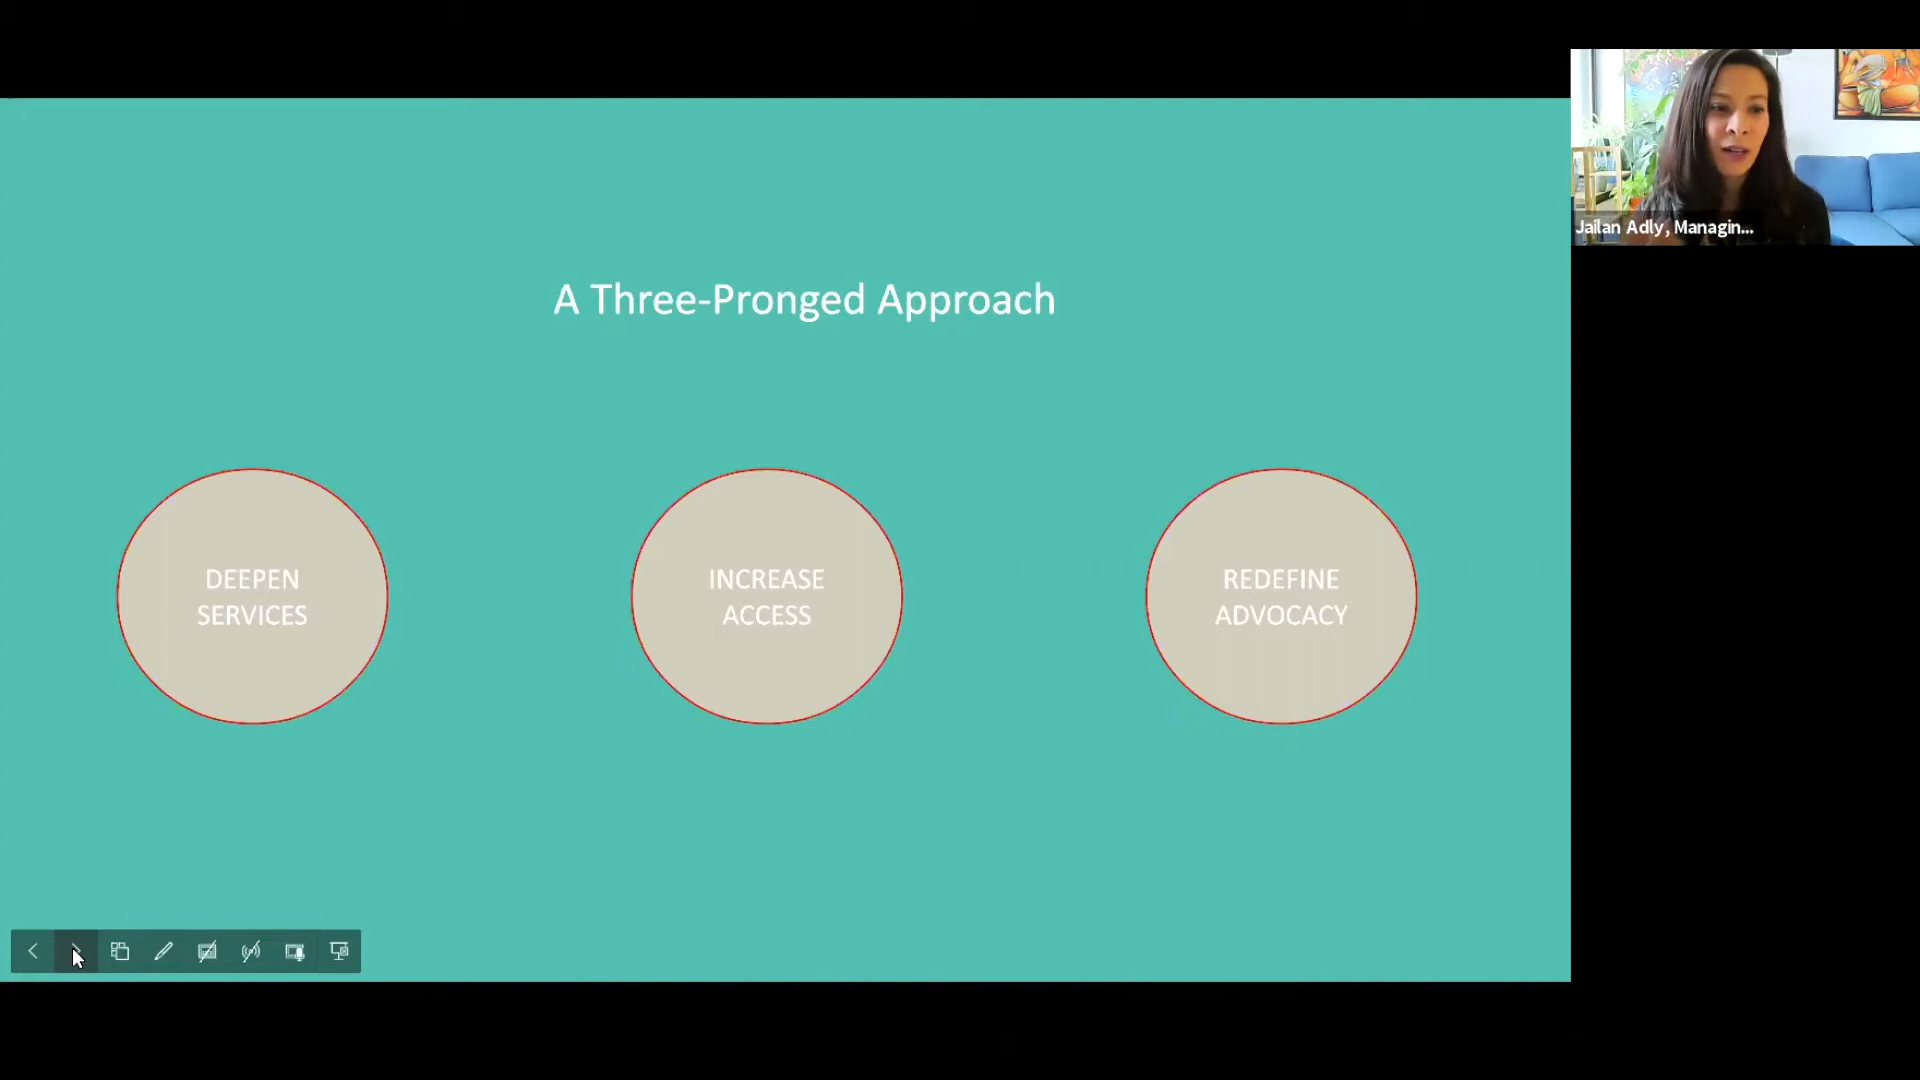 Jailan Adly, Managin...
A Three-Pronged Approach
DEEPEN
SERVICES
INCREASE
ACCESS
REDEFINE
ADVOCACY